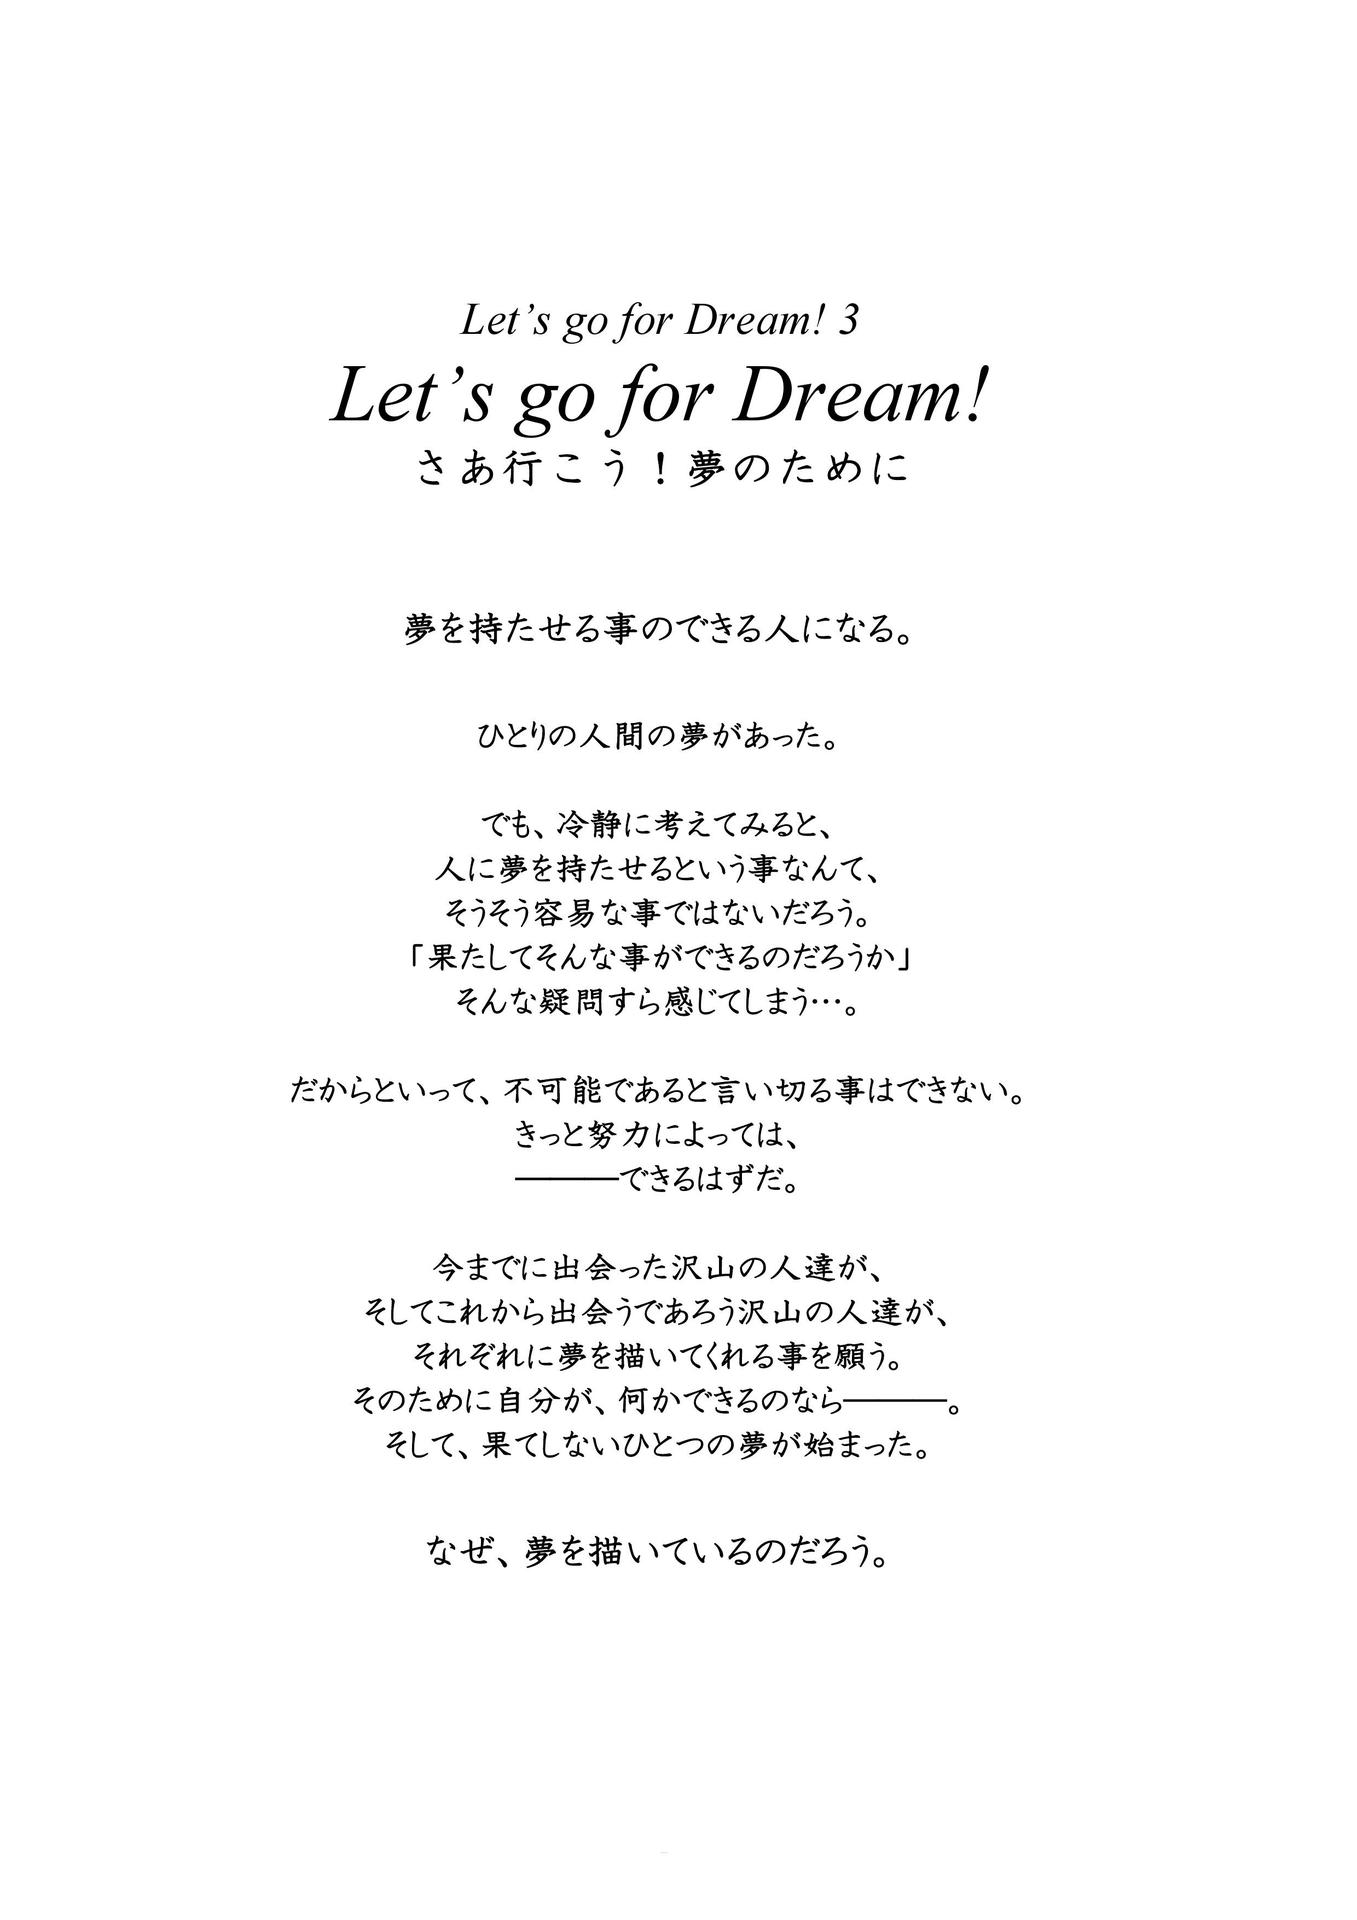 Let’s go for Dream! 3
Let’s go for Dream!
さあ行こう！夢のために
夢を持たせる事のできる人になる。
ひとりの人間の夢があった。
でも、冷静に考えてみると、
人に夢を持たせるという事なんて、
そうそう容易な事ではないだろう。
「果たしてそんな事ができるのだろうか」
そんな疑問すら感じてしまう…。
だからといって、不可能であると言い切る事はできない。
きっと努力によっては、
―――できるはずだ。
今までに出会った沢山の人達が、
そしてこれから出会うであろう沢山の人達が、
それぞれに夢を描いてくれる事を願う。
そのために自分が、何かできるのなら―――。
そして、果てしないひとつの夢が始まった。
なぜ、夢を描いているのだろう。